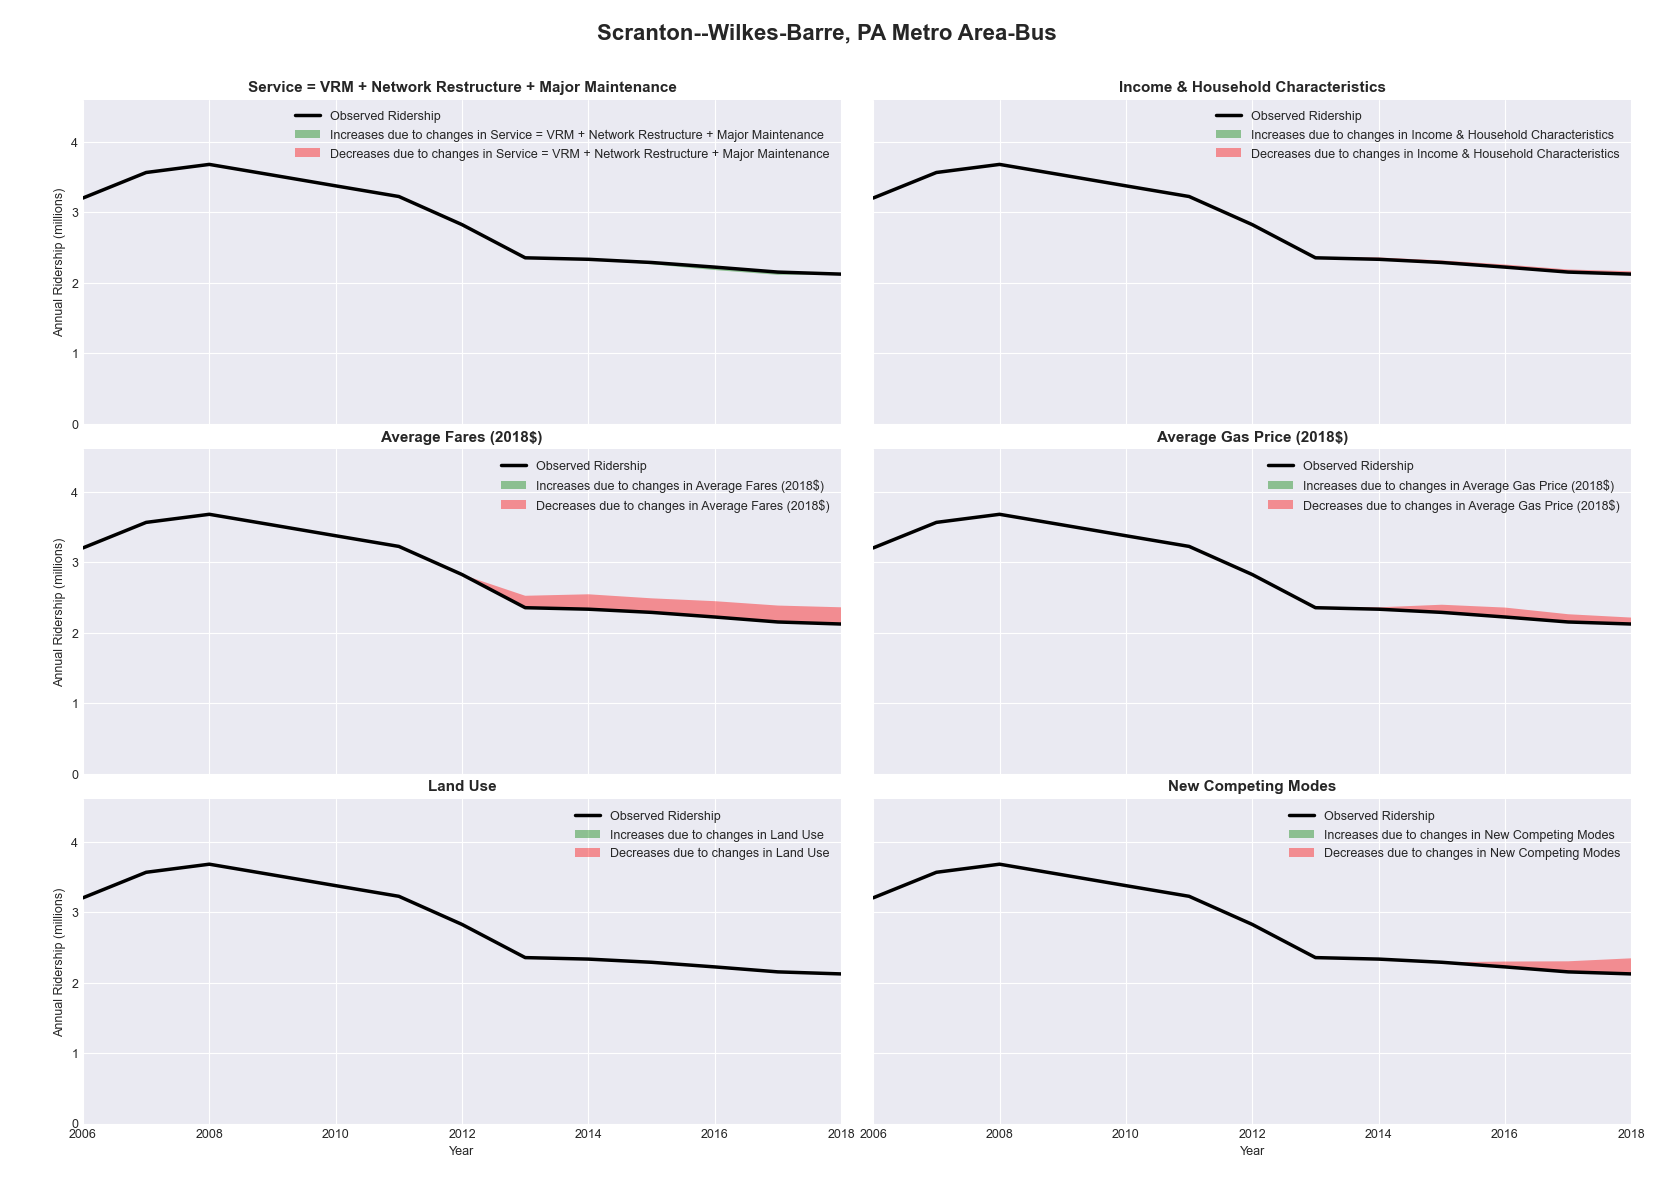 Scranton--Wilkes-Barre, PA Metro Area-Bus
Service = VRM + Network Restructure + Major Maintenance
Observed Ridership
Increases due to changes in Service = VRM + Network Restructure + Major Maintenance
Decreases due to changes in Service = VRM + Network Restructure + Major Maintenance
Annual Ridership (millions)
4
3
2
1
0
Income & Household Characteristics
Observed Ridership
Increases due to changes in Income & Household Characteristics
Decreases due to changes in Income & Household Characteristics
Average Fares (2018$)
Observed Ridership
Increases due to changes in Average Fares (2018$)
Decreases due to changes in Average Fares (2018$)
Annual Ridership (millions)
4
3
2
1
0
Average Gas Price (2018$)
Observed Ridership
Increases due to changes in Average Gas Price (2018$)
Decreases due to changes in Average Gas Price (2018$)
Land Use
Observed Ridership
Increases due to changes in Land Use
Decreases due to changes in Land Use
Annual Ridership (millions)
4
3
2
1
0
2006 2008 2010 2012 2014 2016 2018
Year
New Competing Modes
Observed Ridership
Increases due to changes in New Competing Modes
Decreases due to changes in New Competing Modes
2006 2008 2010 2012 2014 2016 2018
Year